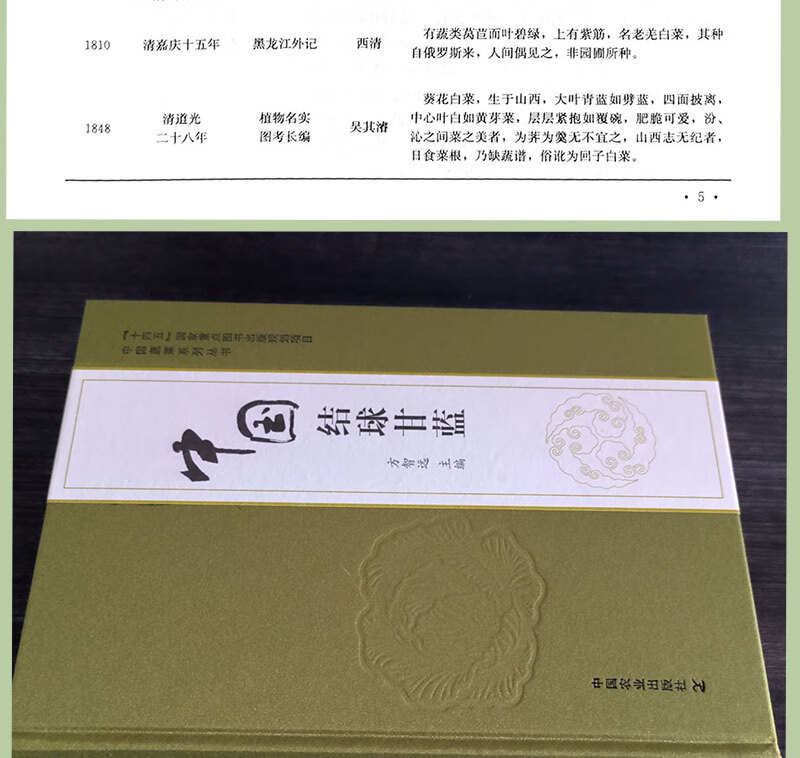 1810 清嘉庆十五年 黑龙江外记 西清 有蔬类莴苣而叶碧绿,上有紫筋,名老羌白菜,其种
自俄罗斯来,人间偶见之,非园圃所种。
葵花白菜,生于山西,大叶青蓝如劈蓝,四面披离,
1848 清道光 植物名实 吴其濬 中心叶白如黄芽菜,层层紧抱如覆碗,肥脆可爱,汾、
二十八年 图考长编 沁之间菜之美者,为荠为羹无不宜之,山西志无纪者,
日食菜根,乃缺蔬谱,俗讹为回子白菜。
· 5 ·
“十四五”国家重点图书出版规划项目
中国蔬菜系列丛书
中国 结球甘蓝
方智远 主编
中国农业出版社